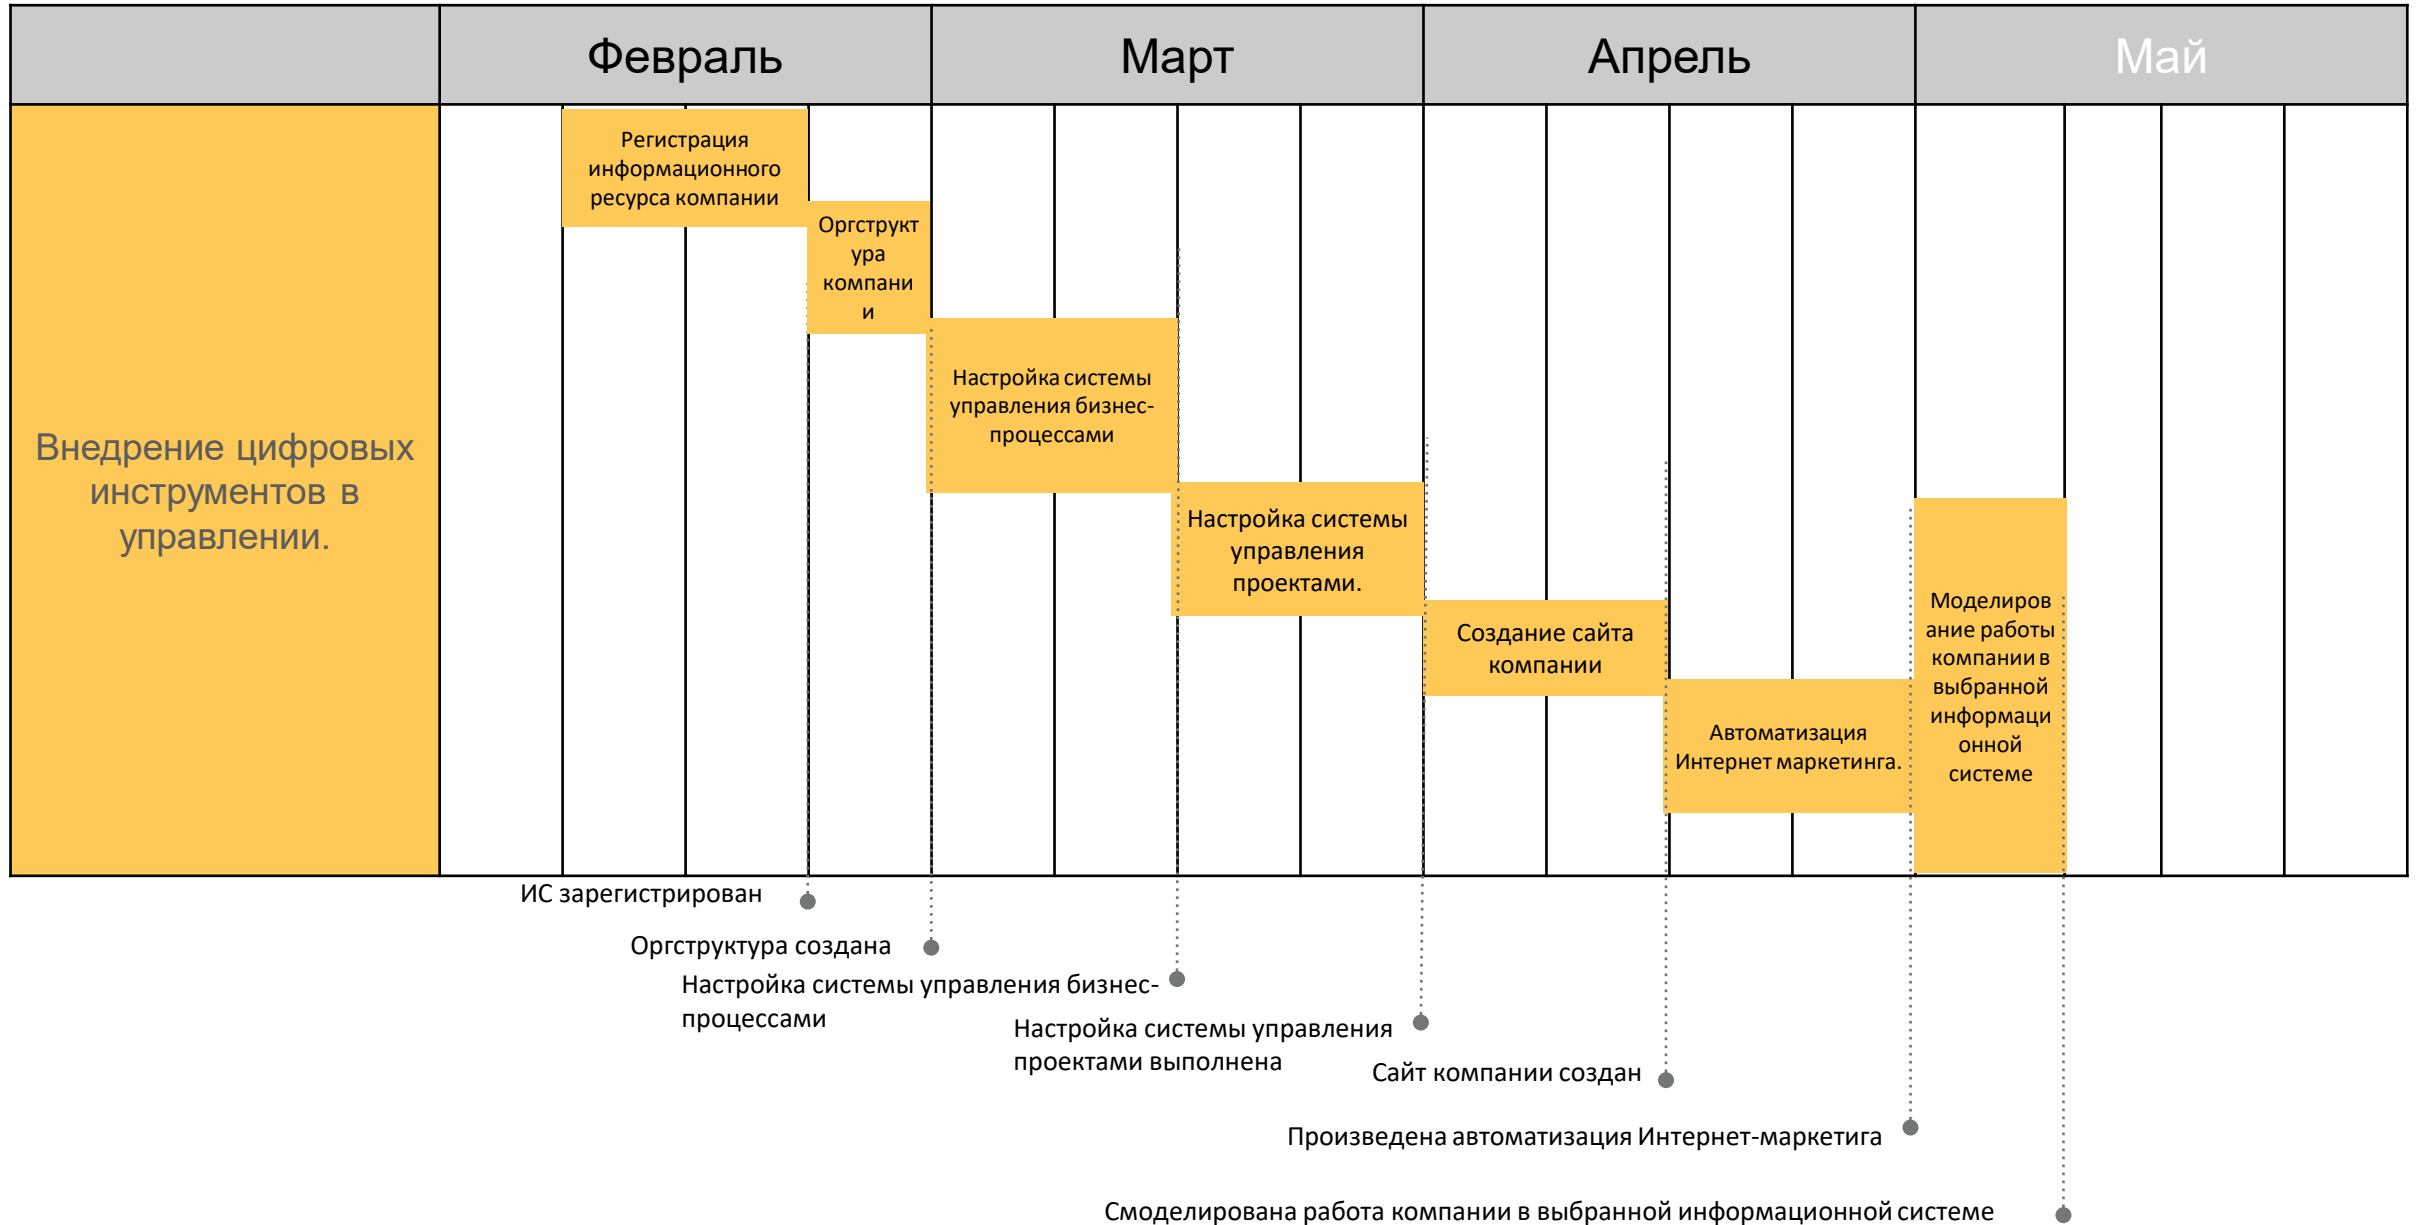 Февраль
Март
Апрель
Май
Внедрение цифровых
инструментов в
управлении.
Регистрация
информационного
ресурса компании
Оргструкт
ура
компани
и
Настройка системы
управления бизнес-
процессами
Настройка системы
управления
проектами.
Создание сайта
компании
Автоматизация
Интернет маркетинга.
Моделиров
ание работы
компании в
выбранной
информаци
онной
системе
ИС зарегистрирован
Оргструктура создана
Настройка системы управления бизнес-
процессами
Настройка системы управления
проектами выполнена
Сайт компании создан
Произведена автоматизация Интернет-маркетига
Смоделирована работа компании в выбранной информационной системе